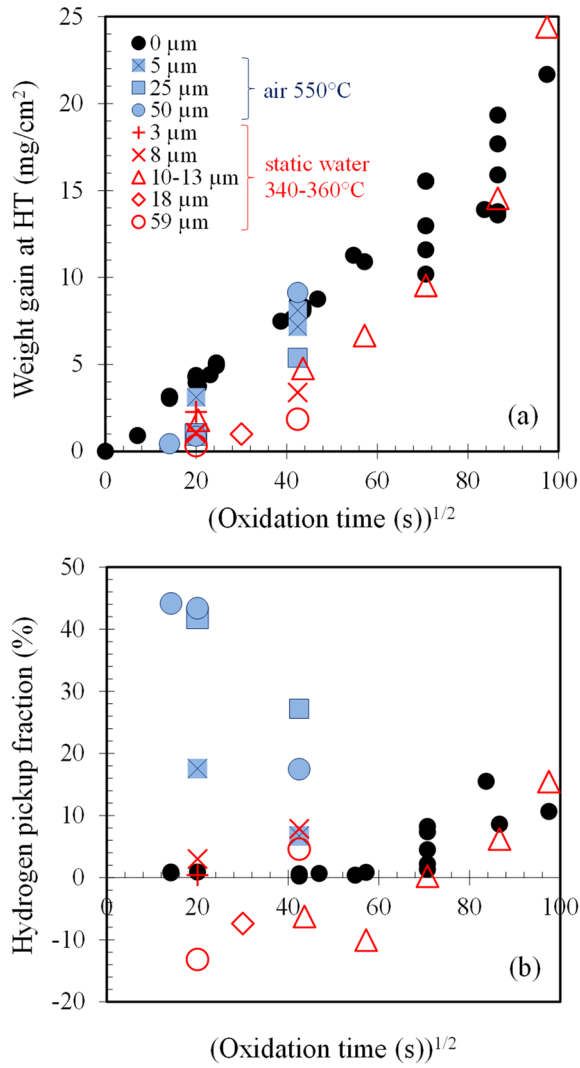 25
20
15
10
5
0
Weight gain at HT (mg/cm²)
0 µm
5 µm
25 µm
50 µm
air 550°C
3 µm
8 µm
10-13 µm
18 µm
59 µm
static water
340-360°C
(a)
0 20 40 60 80 100
(Oxidation time (s))^1/2
50
40
30
20
10
0
-10
-20
Hydrogen pickup fraction (%)
0 20 40 60 80 100
(b)
(Oxidation time (s))^1/2